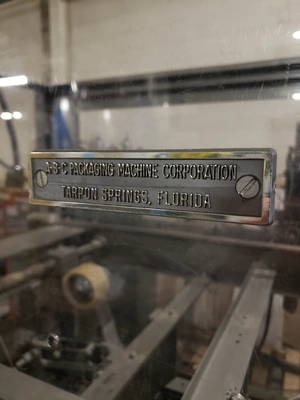 A-B-C PACKAGING MACHINE CORPORATION
TARPON SPRINGS, FLORIDA